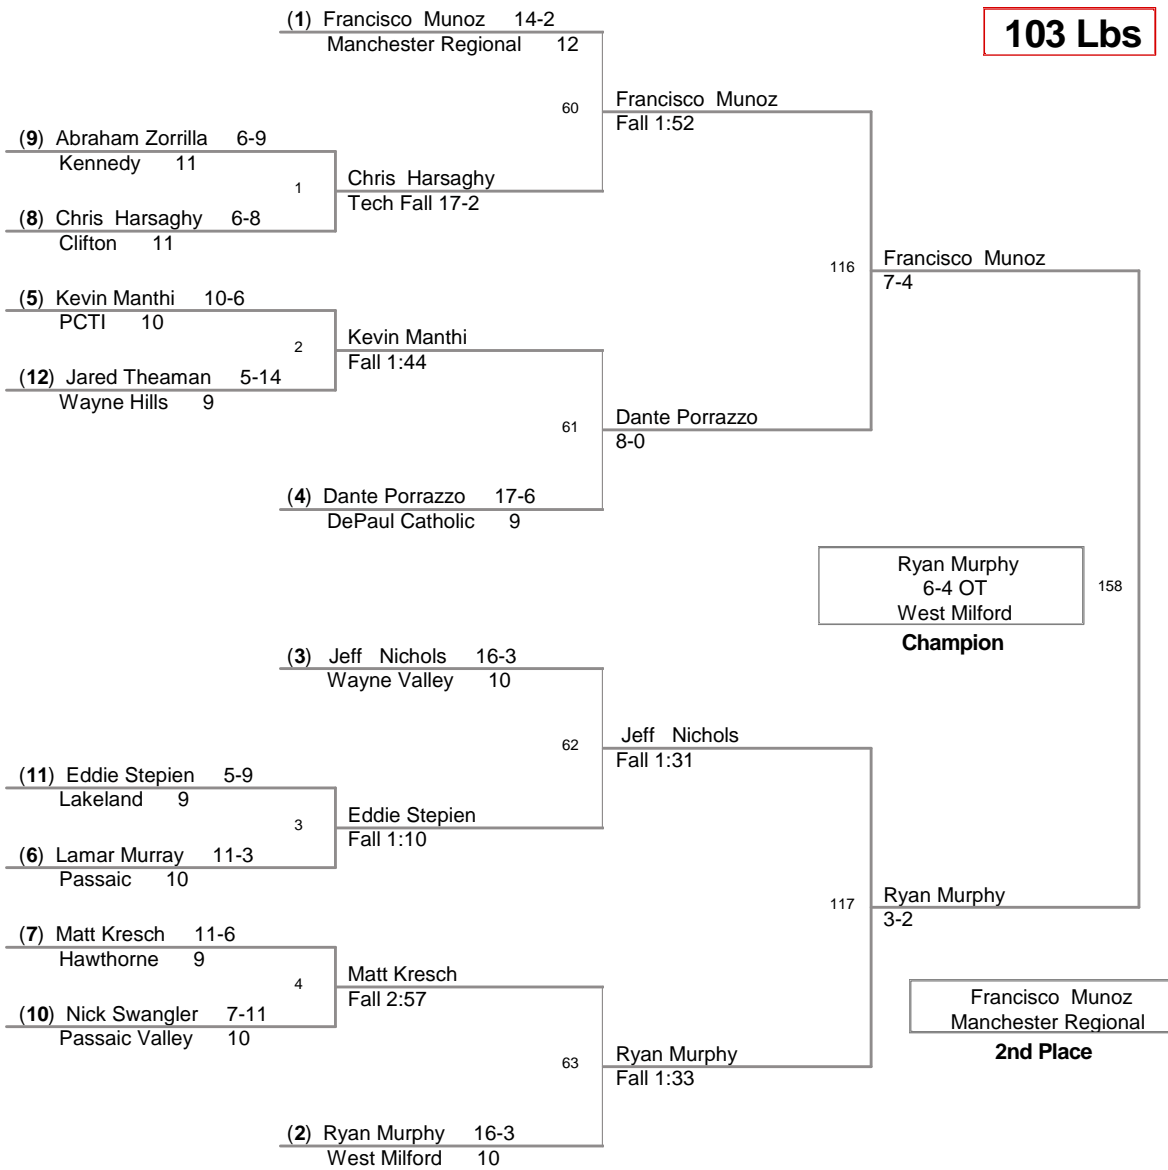 (1) Francisco Munoz 14-2
Manchester Regional 12
103 Lbs
60
Francisco Munoz
Fall 1:52
(9) Abraham Zorrilla 6-9
Kennedy 11
1
Chris Harsaghy
Tech Fall 17-2
(8) Chris Harsaghy 6-8
Clifton 11
116
Francisco Munoz
7-4
(5) Kevin Manthi 10-6
PCTI 10
2
Kevin Manthi
Fall 1:44
(12) Jared Theaman 5-14
Wayne Hills 9
61
Dante Porrazzo
8-0
(4) Dante Porrazzo 17-6
DePaul Catholic 9
Ryan Murphy
6-4 OT
West Milford
158
Champion
(3) Jeff Nichols 16-3
Wayne Valley 10
62
Jeff Nichols
Fall 1:31
(11) Eddie Stepien 5-9
Lakeland 9
3
Eddie Stepien
Fall 1:10
(6) Lamar Murray 11-3
Passaic 10
117
Ryan Murphy
3-2
(7) Matt Kresch 11-6
Hawthorne 9
4
Matt Kresch
Fall 2:57
(10) Nick Swangler 7-11
Passaic Valley 10
Francisco Munoz
Manchester Regional
2nd Place
63
Ryan Murphy
Fall 1:33
(2) Ryan Murphy 16-3
West Milford 10